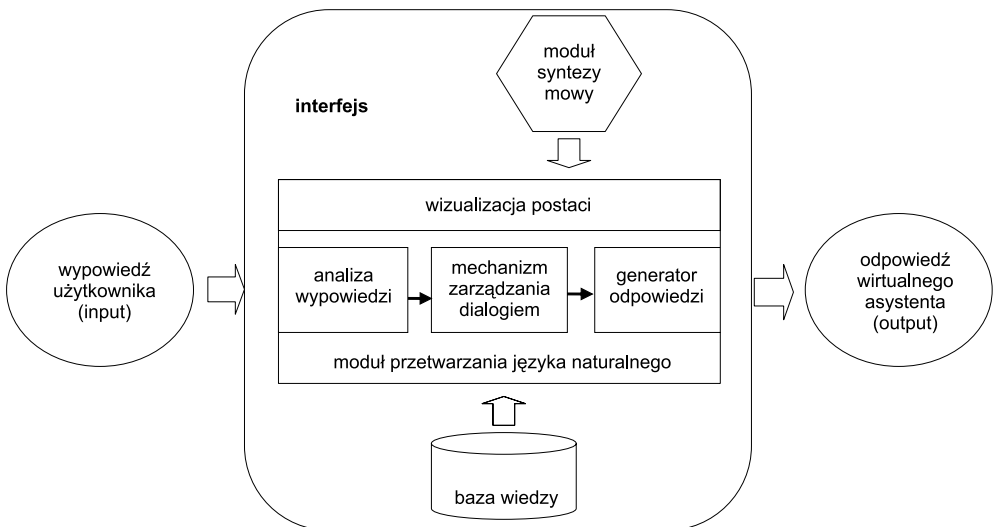 moduł
syntezy
mowy
interfejs
wizualizacja postaci
wypowiedź
użytkownika
(input)
analiza
wypowiedzi
mechanizm
zarządzania
dialogiem
generator
odpowiedzi
odpowiedź
wirtualnego
asystenta
(output)
moduł przetwarzania języka naturalnego
baza wiedzy